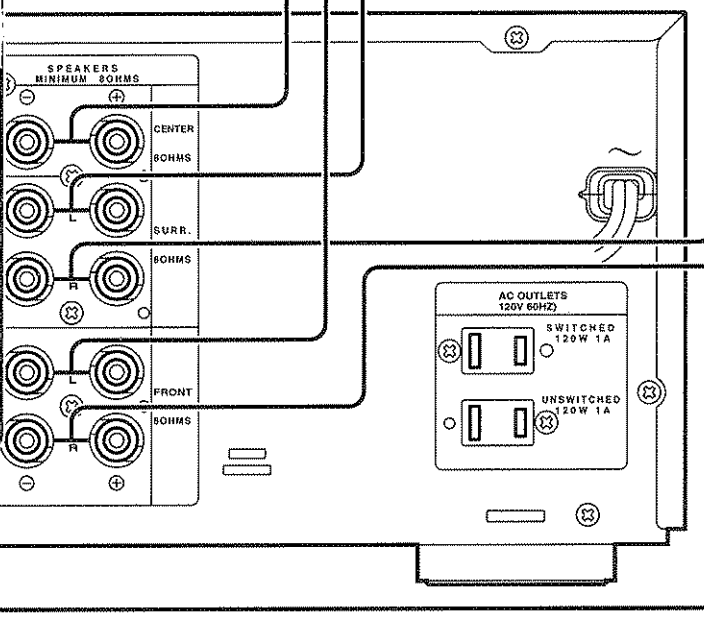 SPEAKERS
MINIMUM 8OHMS
⊖ ⊕
CENTER
8OHMS
L
SURR.
8OHMS
R
L
FRONT
8OHMS
R
⊖ ⊕
~
AC OUTLETS
120V 60HZ)
SWITCHED
120W 1A
UNSWITCHED
120W 1A